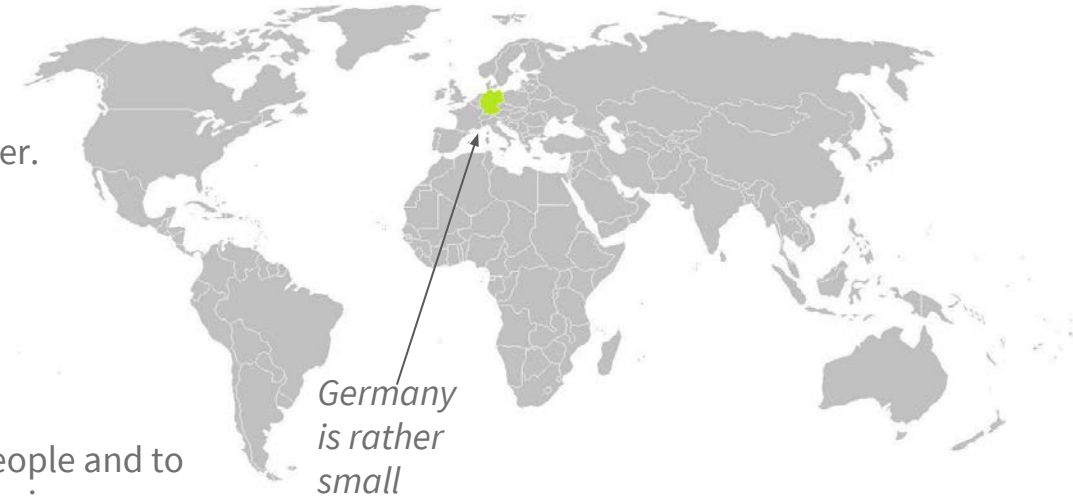 er.
Germany
is rather
small
eople and to